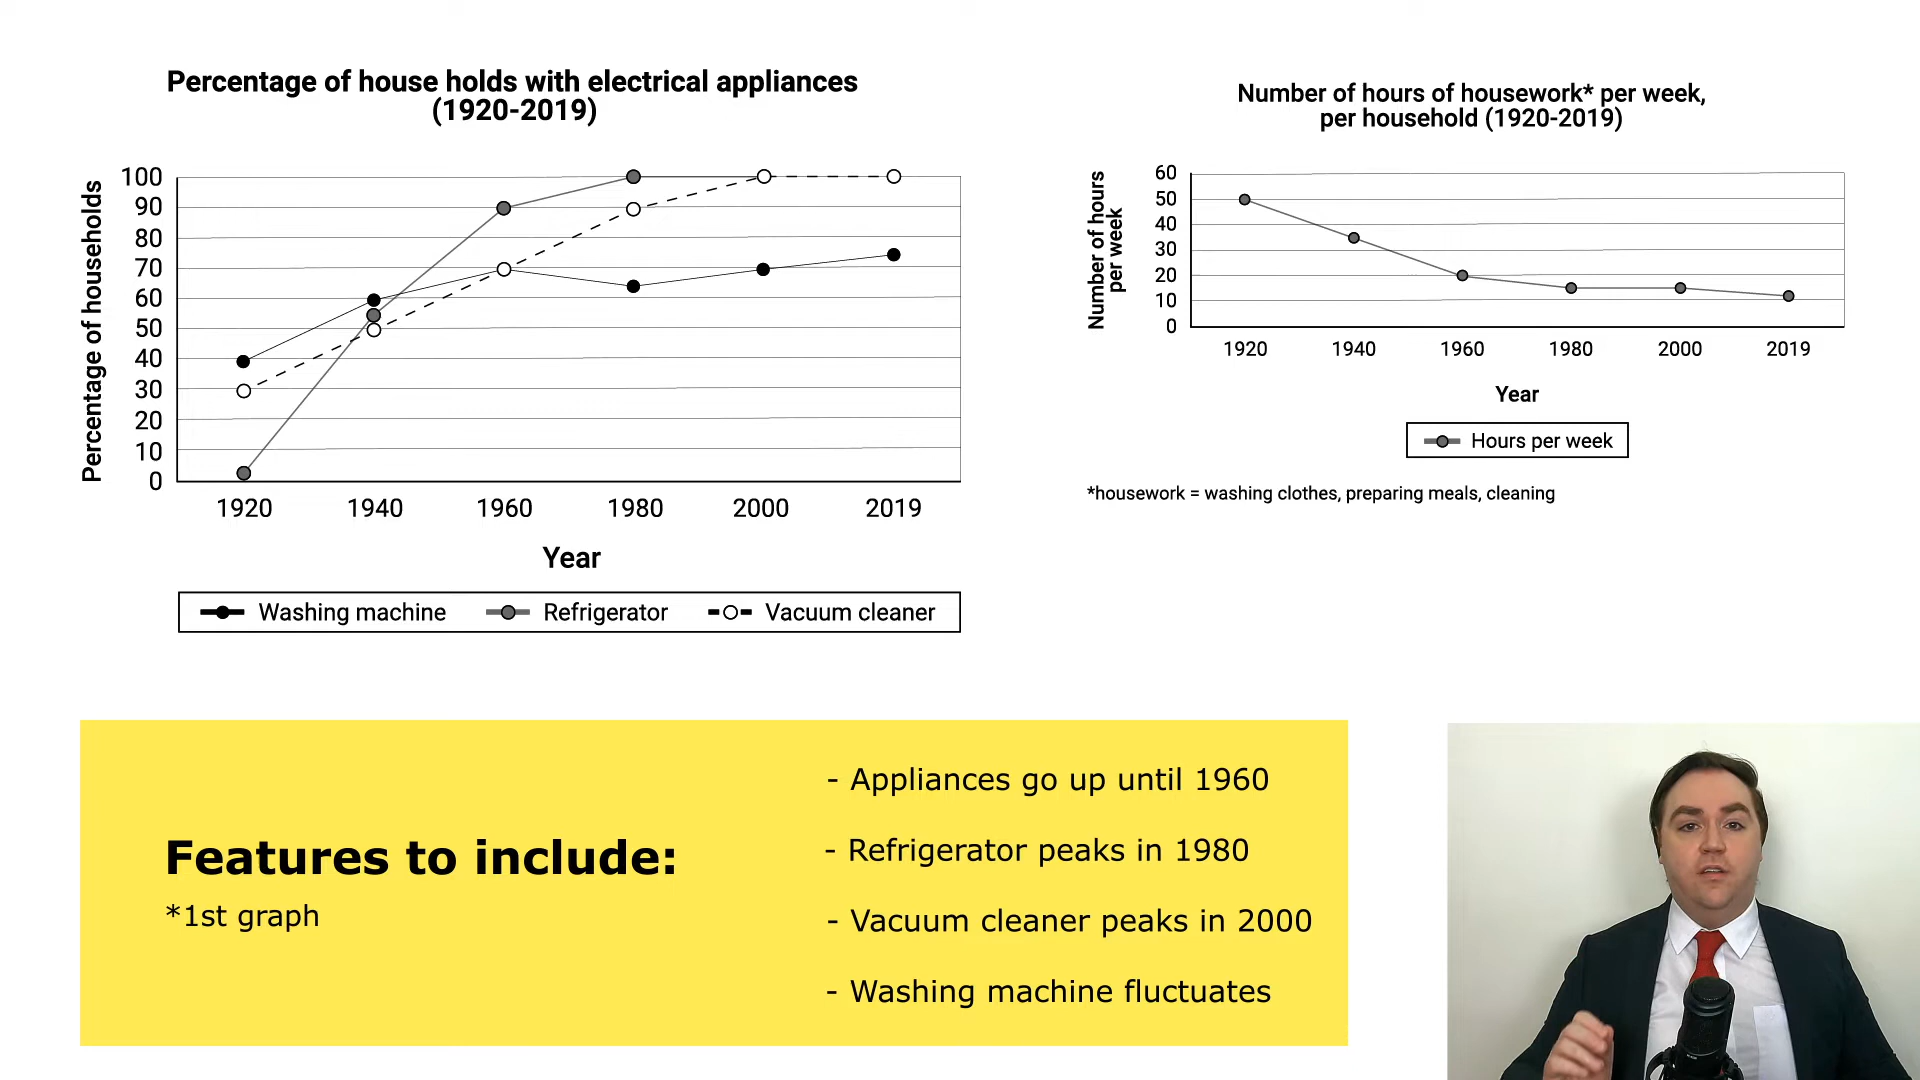 Percentage of house holds with electrical appliances
(1920-2019)
Percentage of households
100
90
80
70
60
50
40
30
20
10
0
1920 1940 1960 1980 2000 2019
Year
Washing machine Refrigerator Vacuum cleaner
Number of hours of housework* per week,
per household (1920-2019)
Number of hours
per week
60
50
40
30
20
10
0
1920 1940 1960 1980 2000 2019
Year
Hours per week
*housework = washing clothes, preparing meals, cleaning
Features to include:
*1st graph
- Appliances go up until 1960
- Refrigerator peaks in 1980
- Vacuum cleaner peaks in 2000
- Washing machine fluctuates